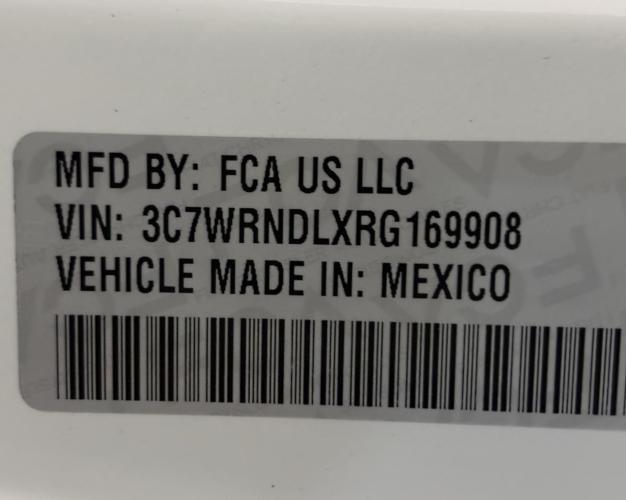 MFD BY: FCA US LLC
VIN: 3C7WRNDLXRG169908
VEHICLE MADE IN: MEXICO